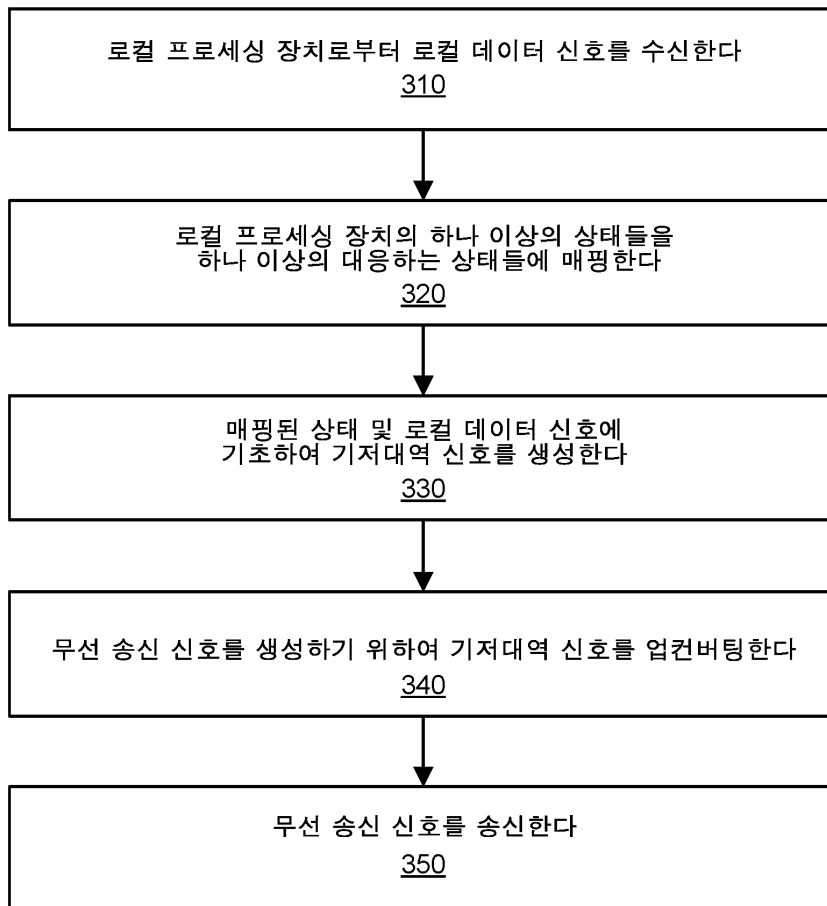 로컬 프로세싱 장치로부터 로컬 데이터 신호를 수신한다
310
로컬 프로세싱 장치의 하나 이상의 상태들을
하나 이상의 대응하는 상태들에 매핑한다
320
매핑된 상태 및 로컬 데이터 신호에
기초하여 기저대역 신호를 생성한다
330
무선 송신 신호를 생성하기 위하여 기저대역 신호를 업컨버팅한다
340
무선 송신 신호를 송신한다
350